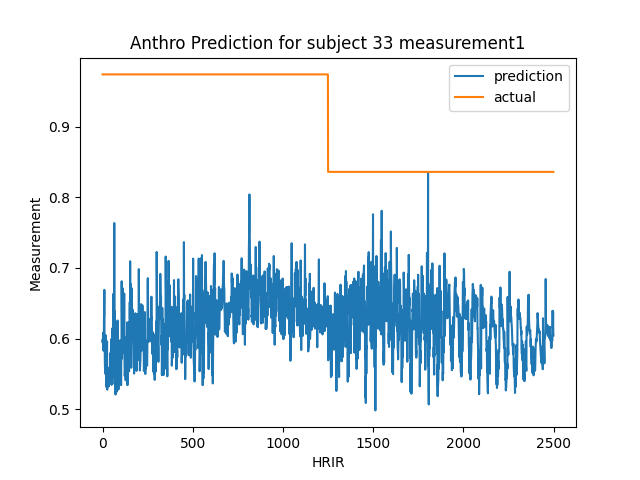 Anthro Prediction for subject 33 measurement1
prediction
actual
Measurement
0.9
0.8
0.7
0.6
0.5
0
500
1000
1500
2000
2500
HRIR